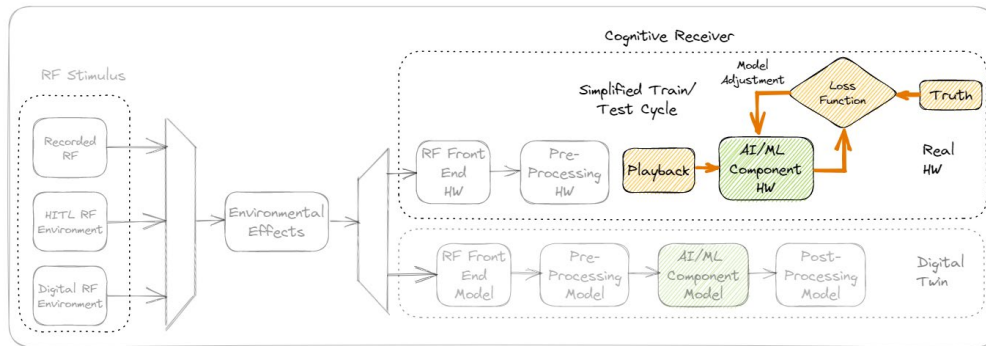 Cognitive Receiver
RF Stimulus
Recorded
RF
HITL RF
Environment
Digital RF
Environment
Environmental
Effects
Simplified Train/
Test Cycle
Model
Adjustment
Loss
Function
Truth
RF Front
End
HW
Pre-
Processing
HW
Playback
AI/ML
Component
HW
Real
HW
RF Front
End
Model
Pre-
Processing
Model
AI/ML
Component
Model
Post-
Processing
Model
Digital
Twin